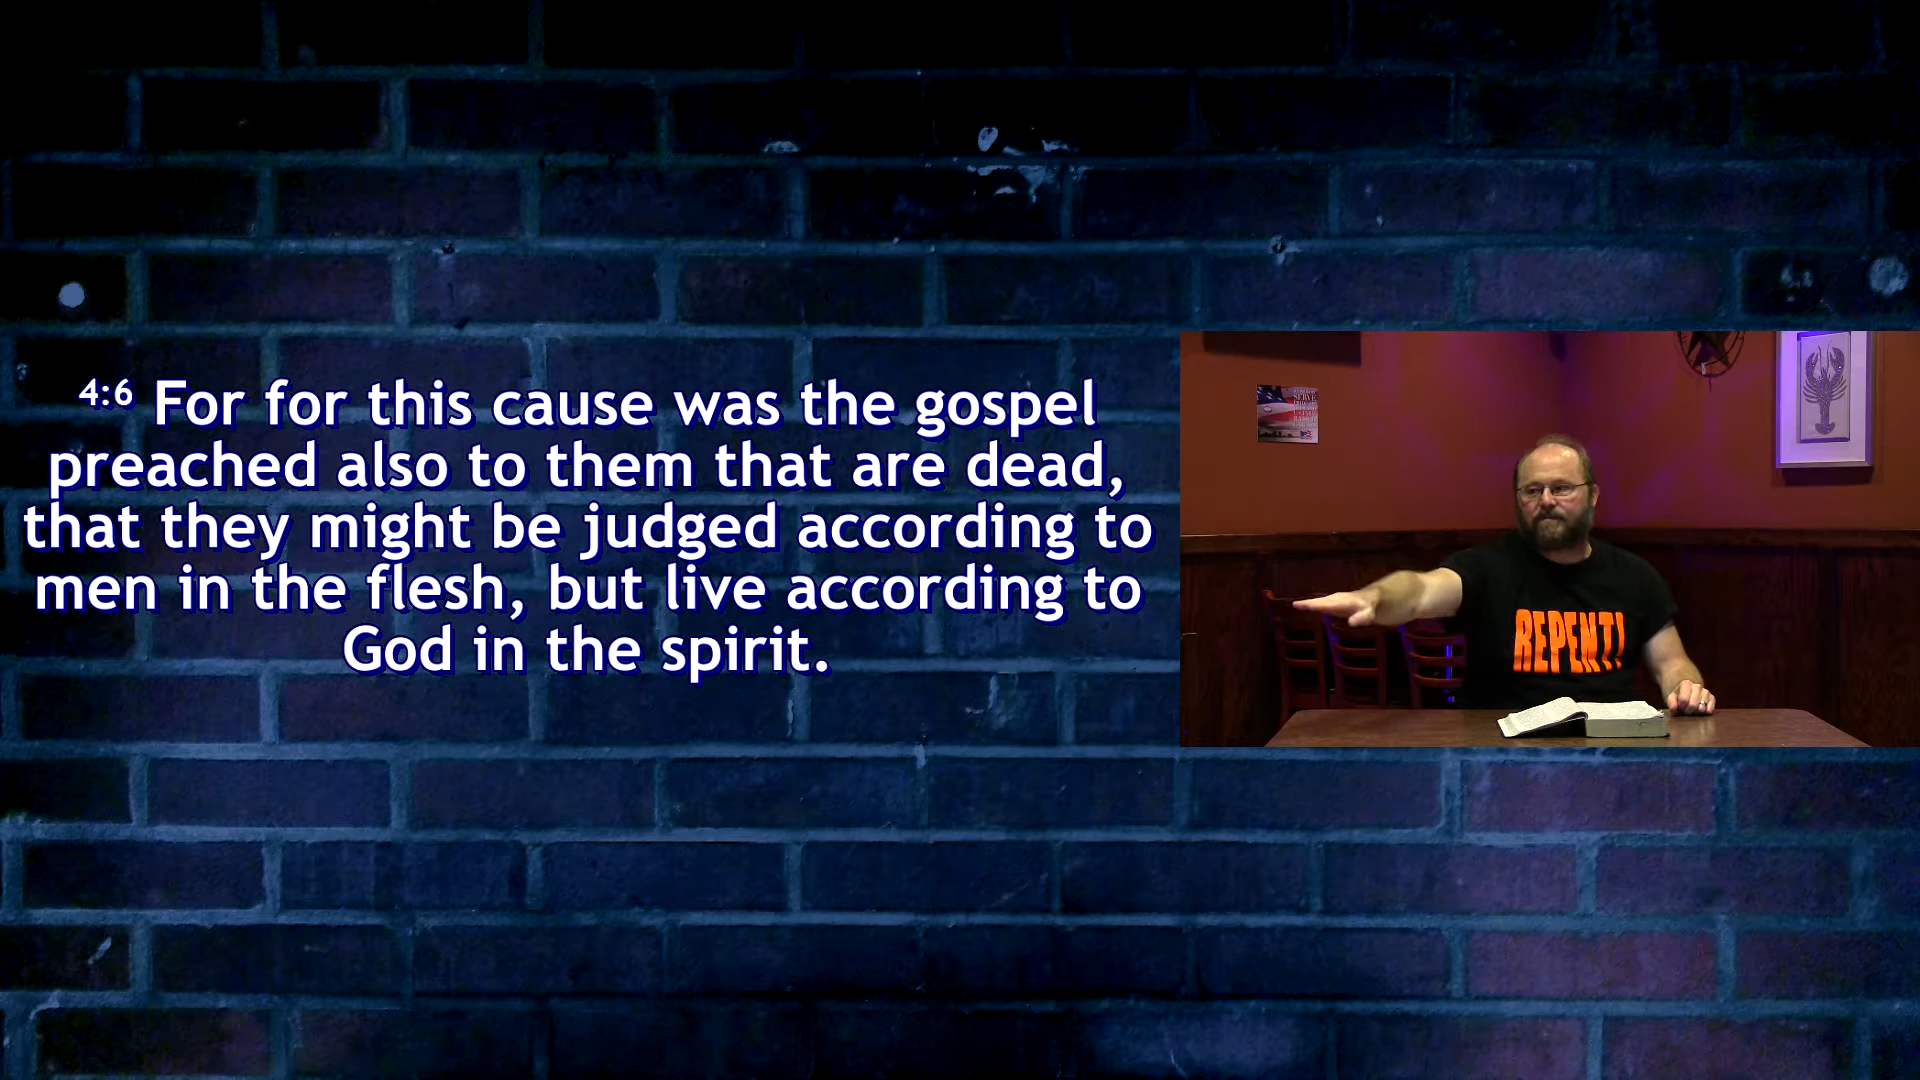 4:6 For for this cause was the gospel
preached also to them that are dead,
that they might be judged according to
men in the flesh, but live according to
God in the spirit.
SERVE
REPENT!